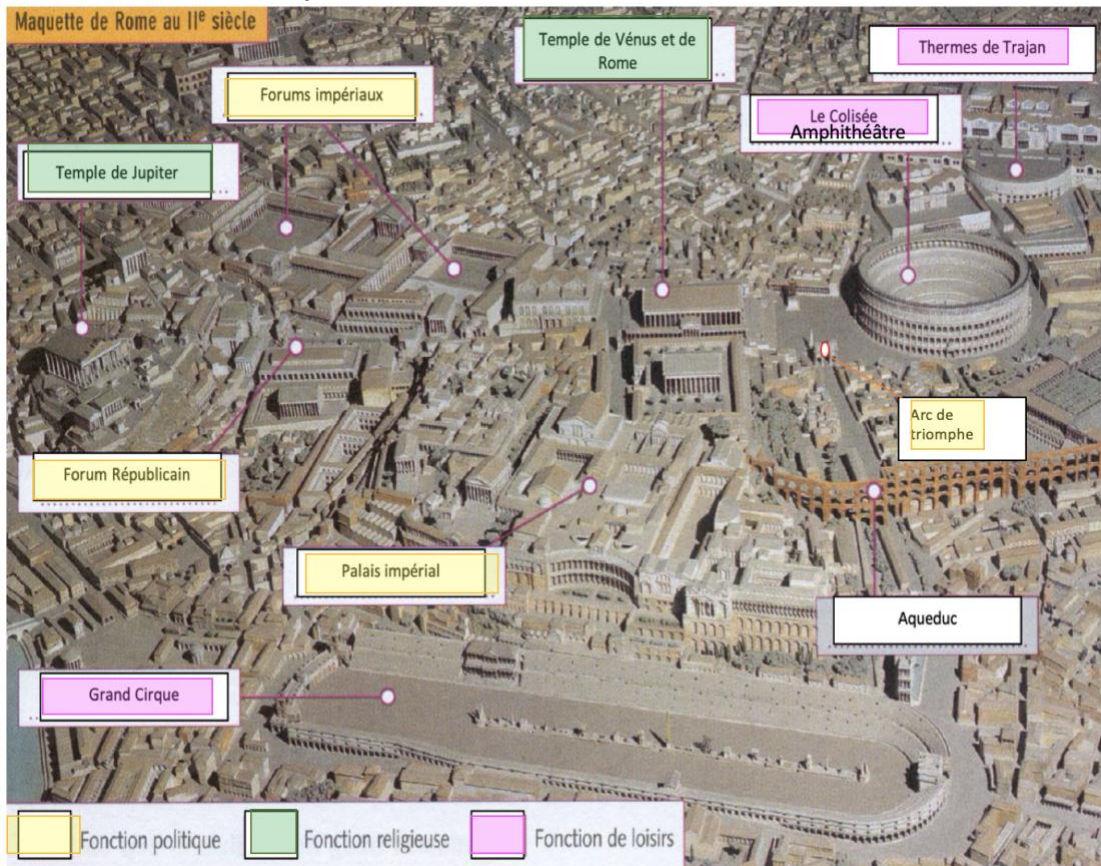 Maquette de Rome au IIe siècle
Temple de Vénus et de
Rome
Thermes de Trajan
Forums impériaux
Le Colisée
Amphithéâtre
Temple de Jupiter
Arc de
triomphe
Forum Républicain
Palais impérial
Aqueduc
Grand Cirque
Fonction politique
Fonction religieuse
Fonction de loisirs